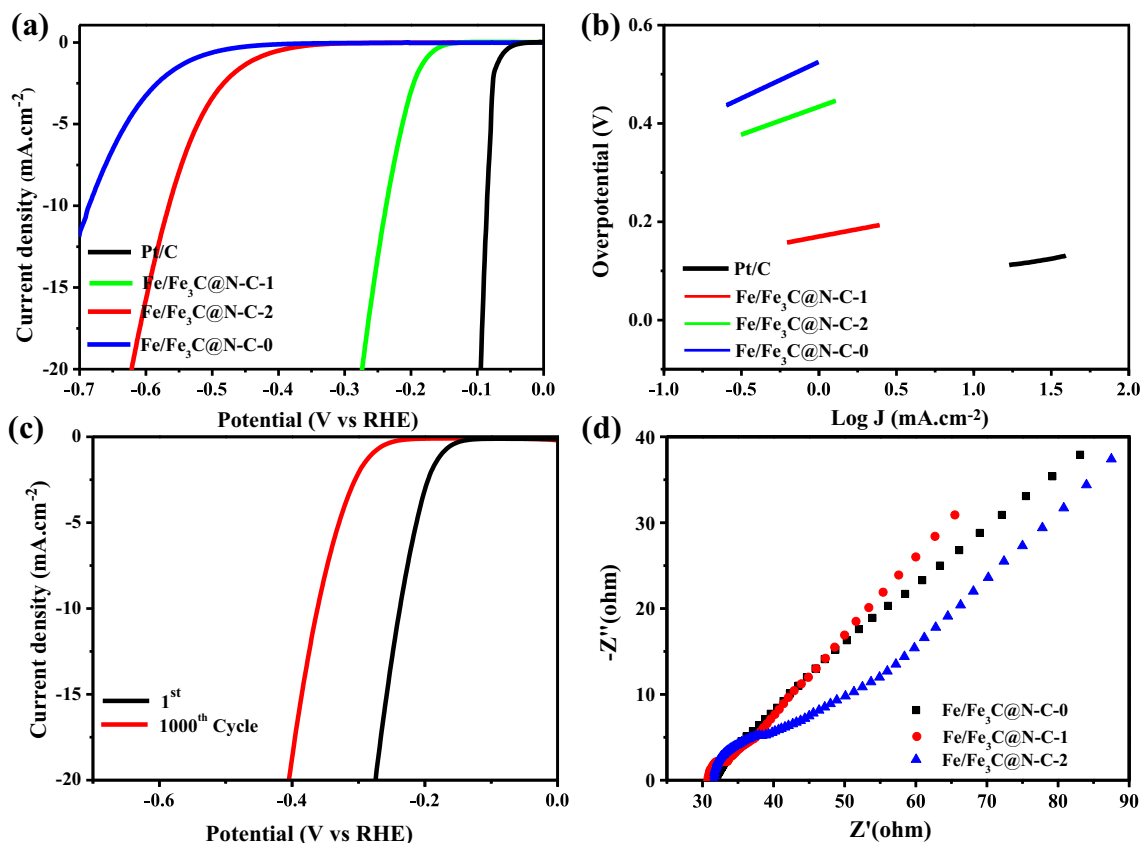 (a)
Current density (mA.cm-2)
0
-5
-10
-15
-20
Pt/C
Fe/Fe3C@N-C-1
Fe/Fe3C@N-C-2
Fe/Fe3C@N-C-0
-0.7 -0.6 -0.5 -0.4 -0.3 -0.2 -0.1 0.0
Potential (V vs RHE)
(b)
Overpotential (V)
0.6
0.4
0.2
0.0
Pt/C
Fe/Fe3C@N-C-1
Fe/Fe3C@N-C-2
Fe/Fe3C@N-C-0
-1.0 -0.5 0.0 0.5 1.0 1.5 2.0
Log J (mA.cm-2)
(c)
Current density (mA.cm-2)
0
-5
-10
-15
-20
1st
1000th Cycle
-0.6 -0.4 -0.2 0.0
Potential (V vs RHE)
(d)
-Z''(ohm)
40
30
20
10
0
Fe/Fe3C@N-C-0
Fe/Fe3C@N-C-1
Fe/Fe3C@N-C-2
30 40 50 60 70 80 90
Z'(ohm)